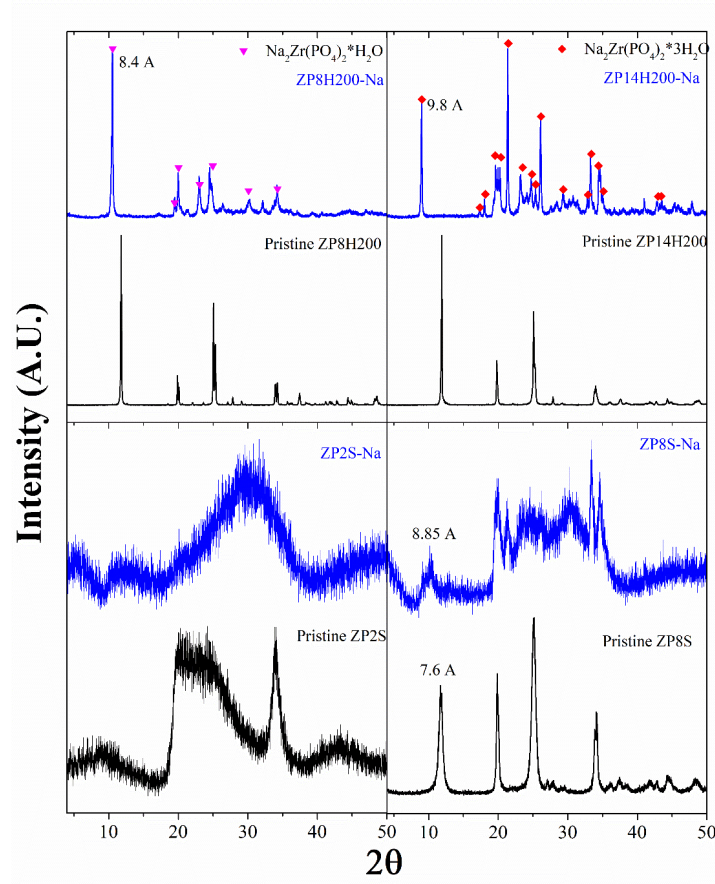 Na₂Zr(PO₄)₂*H₂O
ZP8H200-Na
8.4 A
Na₂Zr(PO₄)₂*3H₂O
ZP14H200-Na
9.8 A
Pristine ZP8H200
Pristine ZP14H200
ZP2S-Na
ZP8S-Na
8.85 A
Pristine ZP2S
Pristine ZP8S
7.6 A
Intensity (A.U.)
10 20 30 40 50 10 20 30 40 50
2θ